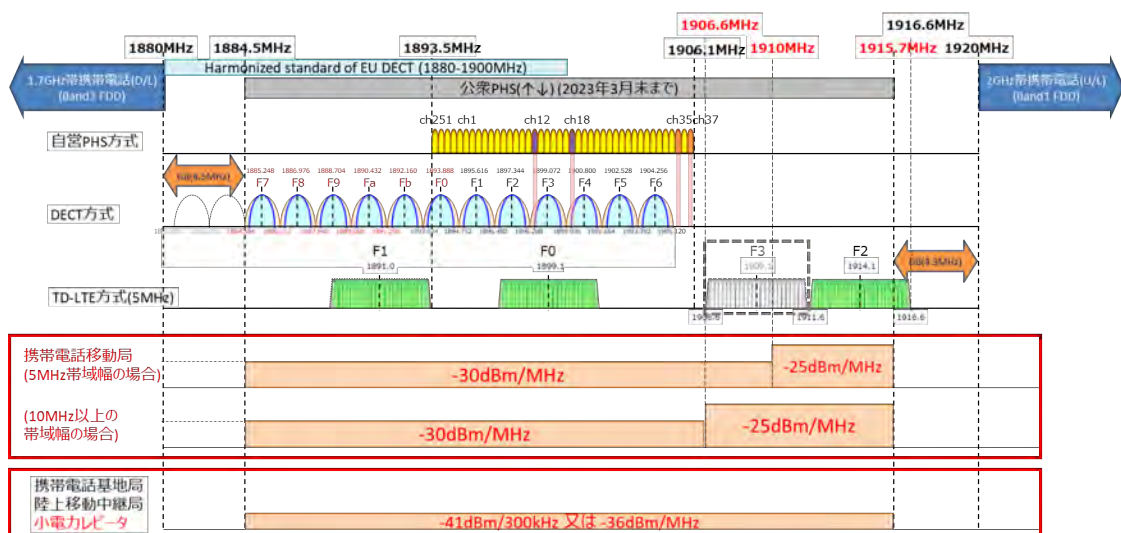 1906.6MHz
1916.6MHz
1880MHz
1884.5MHz
1893.5MHz
1906.1MHz
1910MHz
1915.7MHz
1920MHz
Harmonized standard of EU DECT (1880-1900MHz)
1.7GHz帯携帯電話(D/L)
(Band3 FDD)
公衆PHS(↑↓) (2023年3月末まで)
2GHz帯携帯電話(U/L)
(Band1 FDD)
ch251 ch1 ch12 ch18 ch35 ch37
自営PHS方式
1885.248 1886.976 1888.704 1890.432 1892.160 1893.888 1895.616 1897.344 1899.072 1900.800 1902.528 1904.256
F7 F8 F9 Fa Fb F0 F1 F2 F3 F4 F5 F6
DECT方式
F1 F0 F3 F2
1891.0 1899.1 1909.1 1914.1
TD-LTE方式(5MHz)
1906.6 1911.6 1916.6
携帯電話移動局
(5MHz帯域幅の場合)
-30dBm/MHz
-25dBm/MHz
(10MHz以上の
帯域幅の場合)
-30dBm/MHz
-25dBm/MHz
携帯電話基地局
陸上移動中継局
小電力レピータ
-41dBm/300kHz 又は -36dBm/MHz